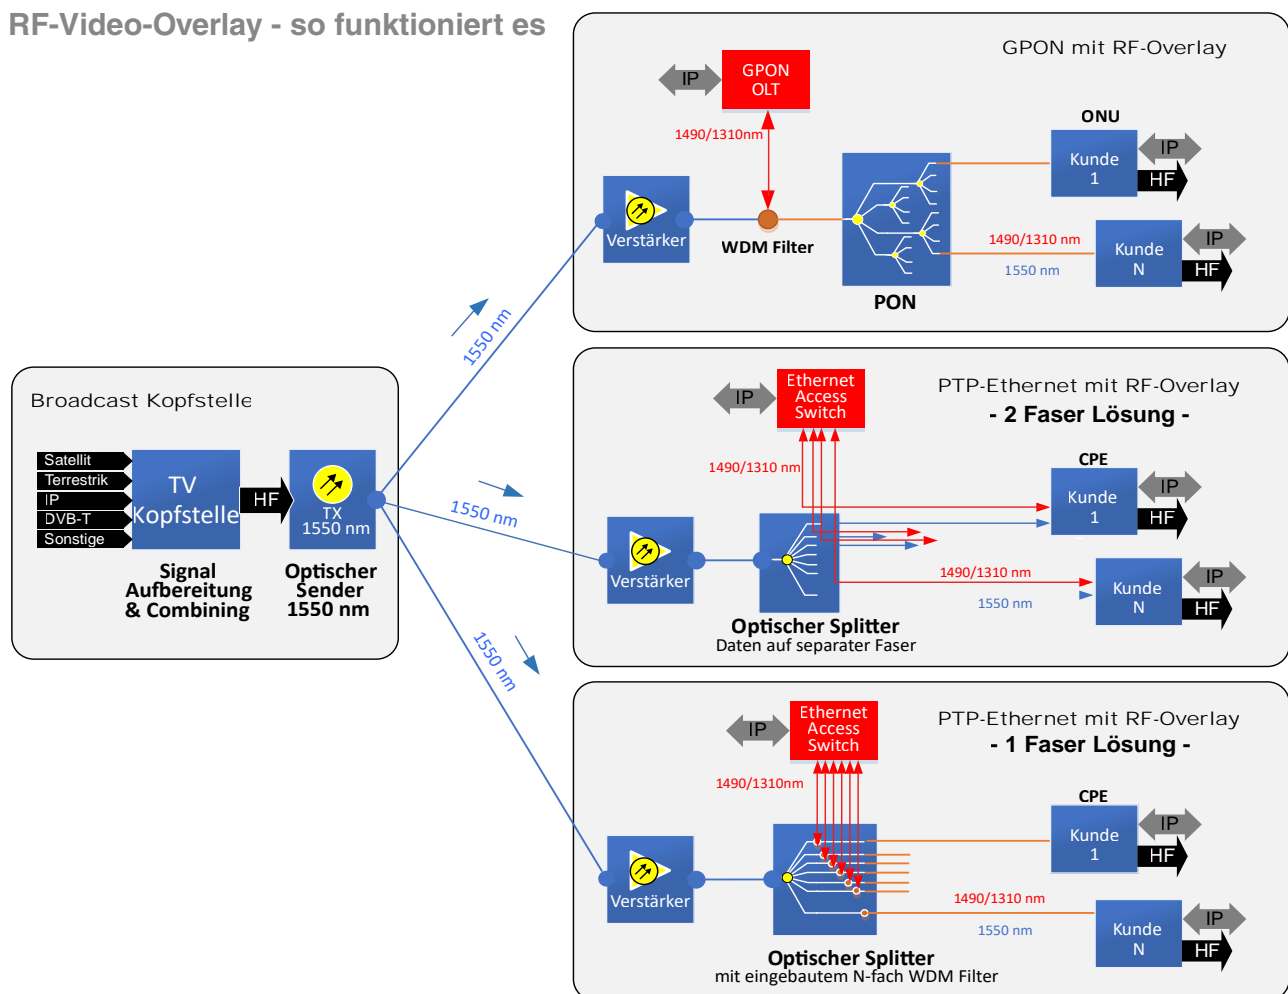 RF-Video-Overlay - so funktioniert es
GPON mit RF-Overlay
IP
GPON
OLT
1490/1310nm
ONU
Kunde
1
IP
HF
Verstärker
WDM Filter
PON
1490/1310 nm
1550 nm
Kunde
N
IP
HF
1550 nm
Broadcast Kopfstelle
Satellit
Terrestrik
IP
DVB-T
Sonstige
TV
Kopfstelle
HF
TX
1550 nm
Signal
Aufbereitung
& Combining
Optischer
Sender
1550 nm
1550 nm
PTP-Ethernet mit RF-Overlay
- 2 Faser Lösung -
IP
Ethernet
Access
Switch
1490/1310 nm
CPE
Kunde
1
IP
HF
Verstärker
Optischer Splitter
Daten auf separater Faser
1490/1310 nm
1550 nm
Kunde
N
IP
HF
1550 nm
PTP-Ethernet mit RF-Overlay
- 1 Faser Lösung -
IP
Ethernet
Access
Switch
1490/1310nm
CPE
Kunde
1
IP
HF
Verstärker
Optischer Splitter
mit eingebautem N-fach WDM Filter
1490/1310 nm
1550 nm
Kunde
N
IP
HF